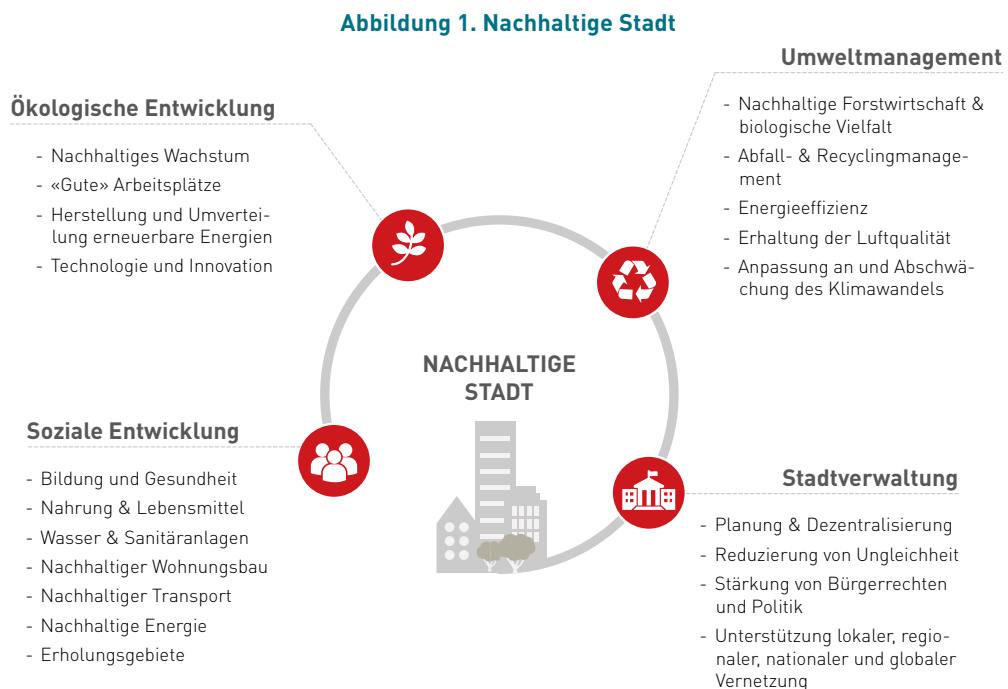 Abbildung 1. Nachhaltige Stadt
Ökologische Entwicklung
- Nachhaltiges Wachstum
- «Gute» Arbeitsplätze
- Herstellung und Umvertei-
lung erneuerbare Energien
- Technologie und Innovation
Umweltmanagement
- Nachhaltige Forstwirtschaft &
biologische Vielfalt
- Abfall- & Recyclingmanage-
ment
- Energieeffizienz
- Erhaltung der Luftqualität
- Anpassung an und Abschwä-
chung des Klimawandels
NACHHALTIGE
STADT
Soziale Entwicklung
- Bildung und Gesundheit
- Nahrung & Lebensmittel
- Wasser & Sanitäranlagen
- Nachhaltiger Wohnungsbau
- Nachhaltiger Transport
- Nachhaltige Energie
- Erholungsgebiete
Stadtverwaltung
- Planung & Dezentralisierung
- Reduzierung von Ungleichheit
- Stärkung von Bürgerrechten
und Politik
- Unterstützung lokaler, regio-
naler, nationaler und globaler
Vernetzung